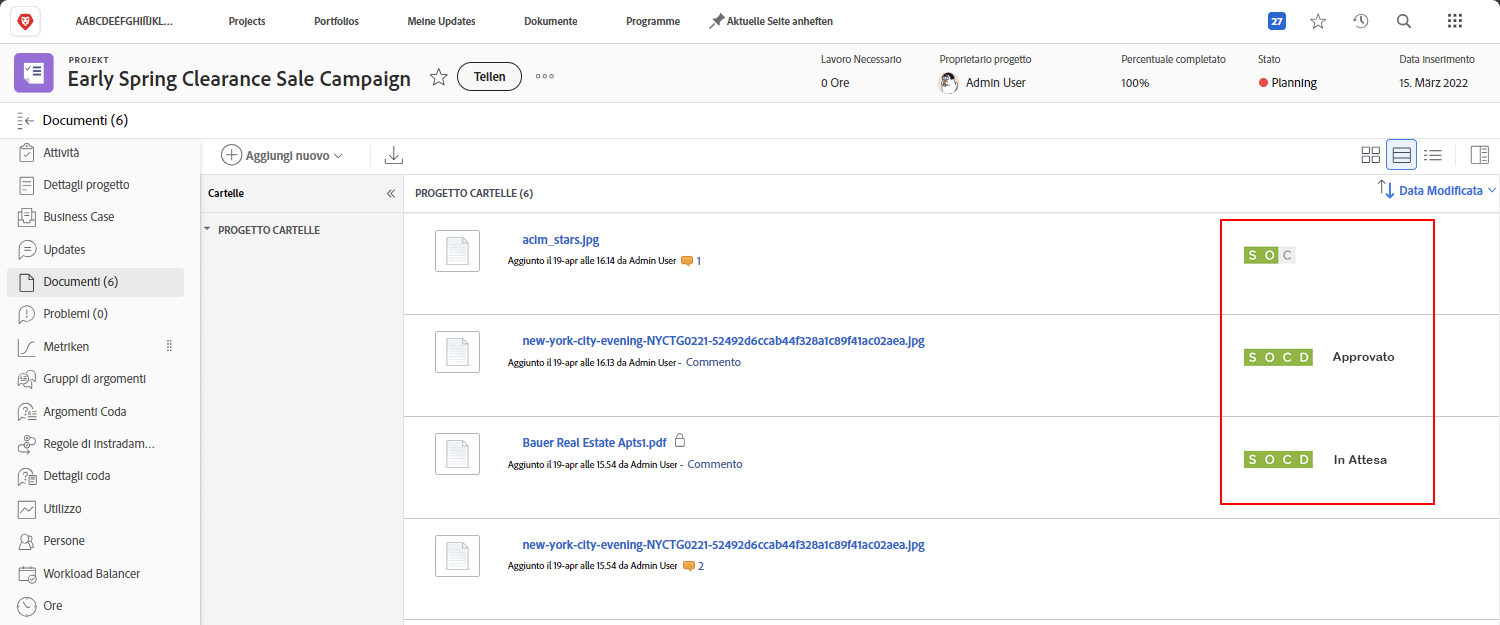 AÁBCDEÉFGHIÍĬJKL...
Projects
Portfolios
Meine Updates
Dokumente
Programme
Aktuelle Seite anheften
27
PROJEKT
Early Spring Clearance Sale Campaign
Teilen
Lavoro Necessario
0 Ore
Proprietario progetto
Admin User
Percentuale completato
100%
Stato
Planning
Data Inserimento
15. März 2022
Documenti (6)
Attività
Dettagli progetto
Business Case
Updates
Documenti (6)
Problemi (0)
Metriken
Gruppi di argomenti
Argomenti Coda
Regole di Instradam...
Dettagli coda
Utilizzo
Persone
Workload Balancer
Ore
Aggiungi nuovo
Cartelle
PROGETTO CARTELLE
PROGETTO CARTELLE (6)
Data Modificata
acim_stars.jpg
Aggiunto il 19-apr alle 16.14 da Admin User 1
S O C
new-york-city-evening-NYCTG0221-52492d6ccab44f328a1c89f41ac02aea.jpg
Aggiunto il 19-apr alle 16.13 da Admin User - Commento
S O C D Approvato
Bauer Real Estate Apts1.pdf
Aggiunto il 19-apr alle 15.54 da Admin User - Commento
S O C D In Attesa
new-york-city-evening-NYCTG0221-52492d6ccab44f328a1c89f41ac02aea.jpg
Aggiunto il 19-apr alle 15.54 da Admin User 2